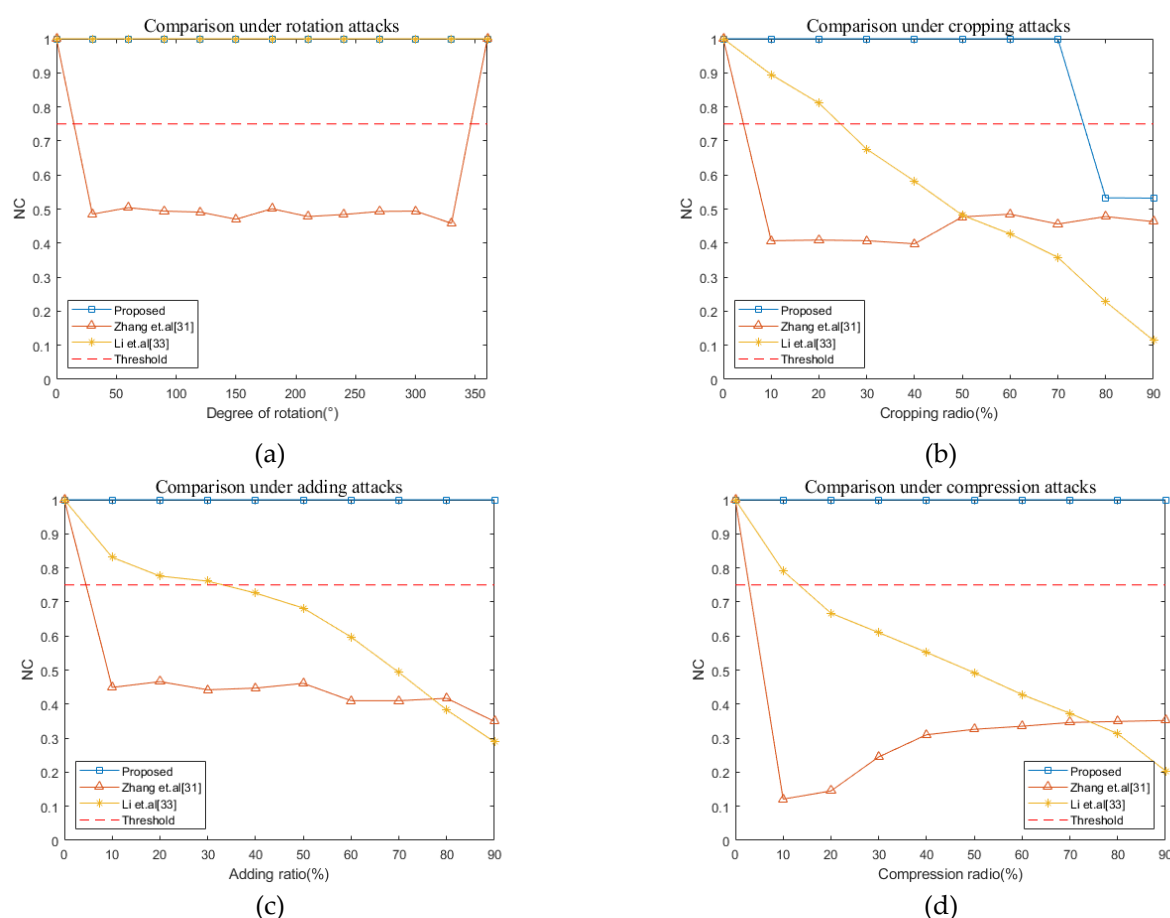 Comparison under rotation attacks
1
0.9
0.8
0.7
0.6
0.5
0.4
0.3
0.2
0.1
0
NC
Proposed
Zhang et.al[31]
Li et.al[33]
Threshold
0 50 100 150 200 250 300 350
Degree of rotation(°)
(a)
Comparison under cropping attacks
1
0.9
0.8
0.7
0.6
0.5
0.4
0.3
0.2
0.1
0
NC
Proposed
Zhang et.al[31]
Li et.al[33]
Threshold
0 10 20 30 40 50 60 70 80 90
Cropping radio(%)
(b)
Comparison under adding attacks
1
0.9
0.8
0.7
0.6
0.5
0.4
0.3
0.2
0.1
0
NC
Proposed
Zhang et.al[31]
Li et.al[33]
Threshold
0 10 20 30 40 50 60 70 80 90
Adding ratio(%)
(c)
Comparison under compression attacks
1
0.9
0.8
0.7
0.6
0.5
0.4
0.3
0.2
0.1
0
NC
Proposed
Zhang et.al[31]
Li et.al[33]
Threshold
0 10 20 30 40 50 60 70 80 90
Compression radio(%)
(d)